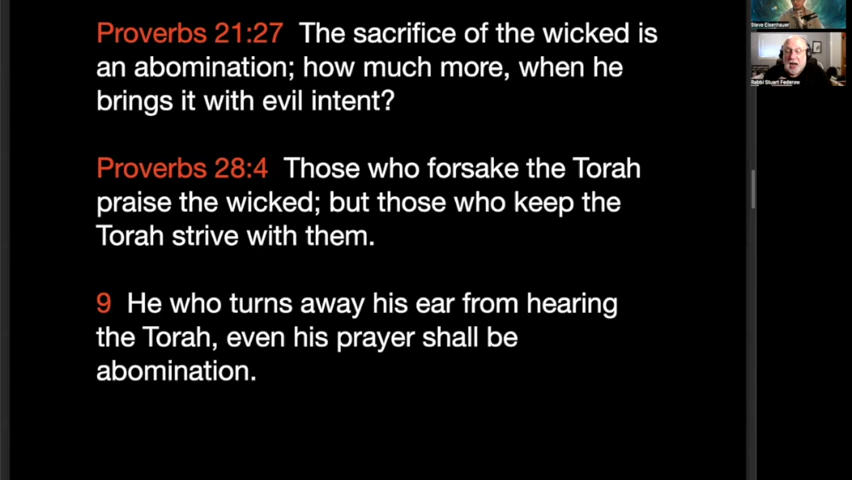 Proverbs 21:27 The sacrifice of the wicked is
an abomination; how much more, when he
brings it with evil intent?
Proverbs 28:4 Those who forsake the Torah
praise the wicked; but those who keep the
Torah strive with them.
9 He who turns away his ear from hearing
the Torah, even his prayer shall be
abomination.
Steve Eisenhauer
Rabbi Stuart Federow